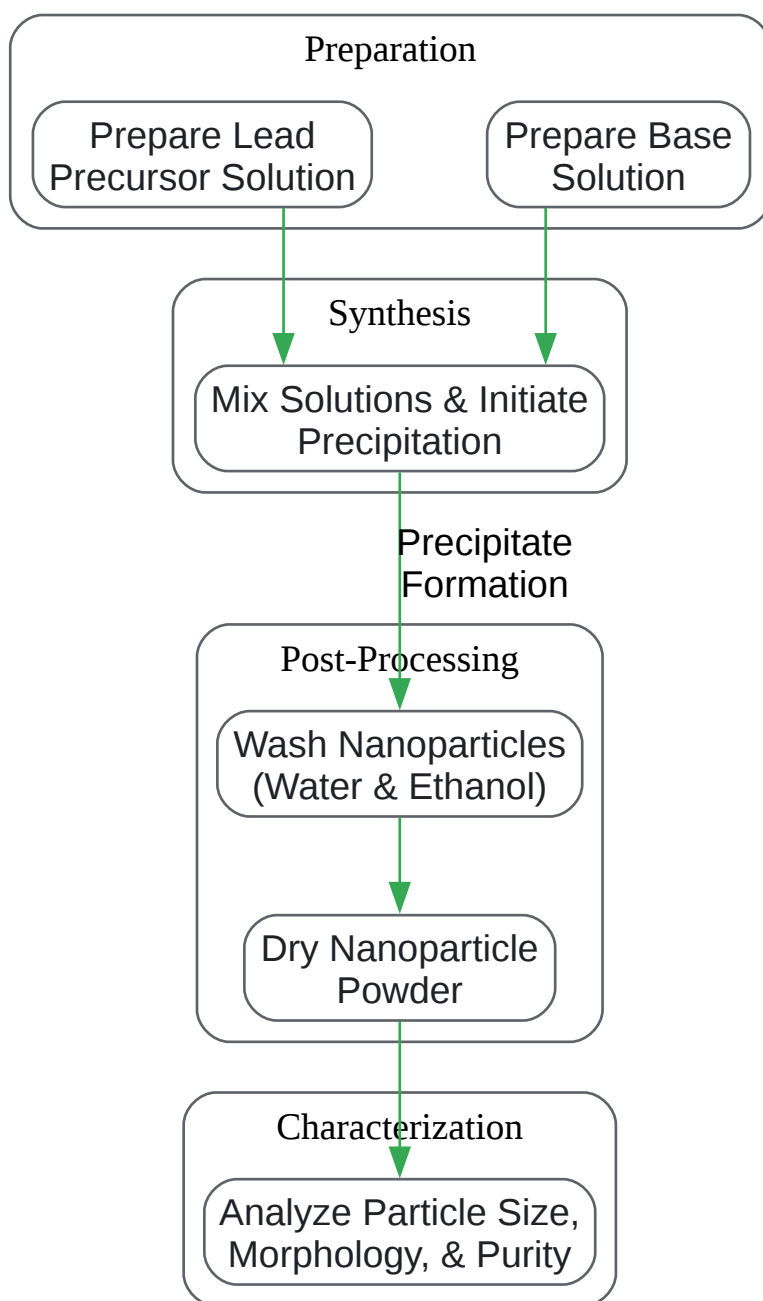 Preparation
Prepare Lead
Precursor Solution
Prepare Base
Solution
Synthesis
Mix Solutions & Initiate
Precipitation
Precipitate
Formation
Post-Processing
Wash Nanoparticles
(Water & Ethanol)
Dry Nanoparticle
Powder
Characterization
Analyze Particle Size,
Morphology, & Purity